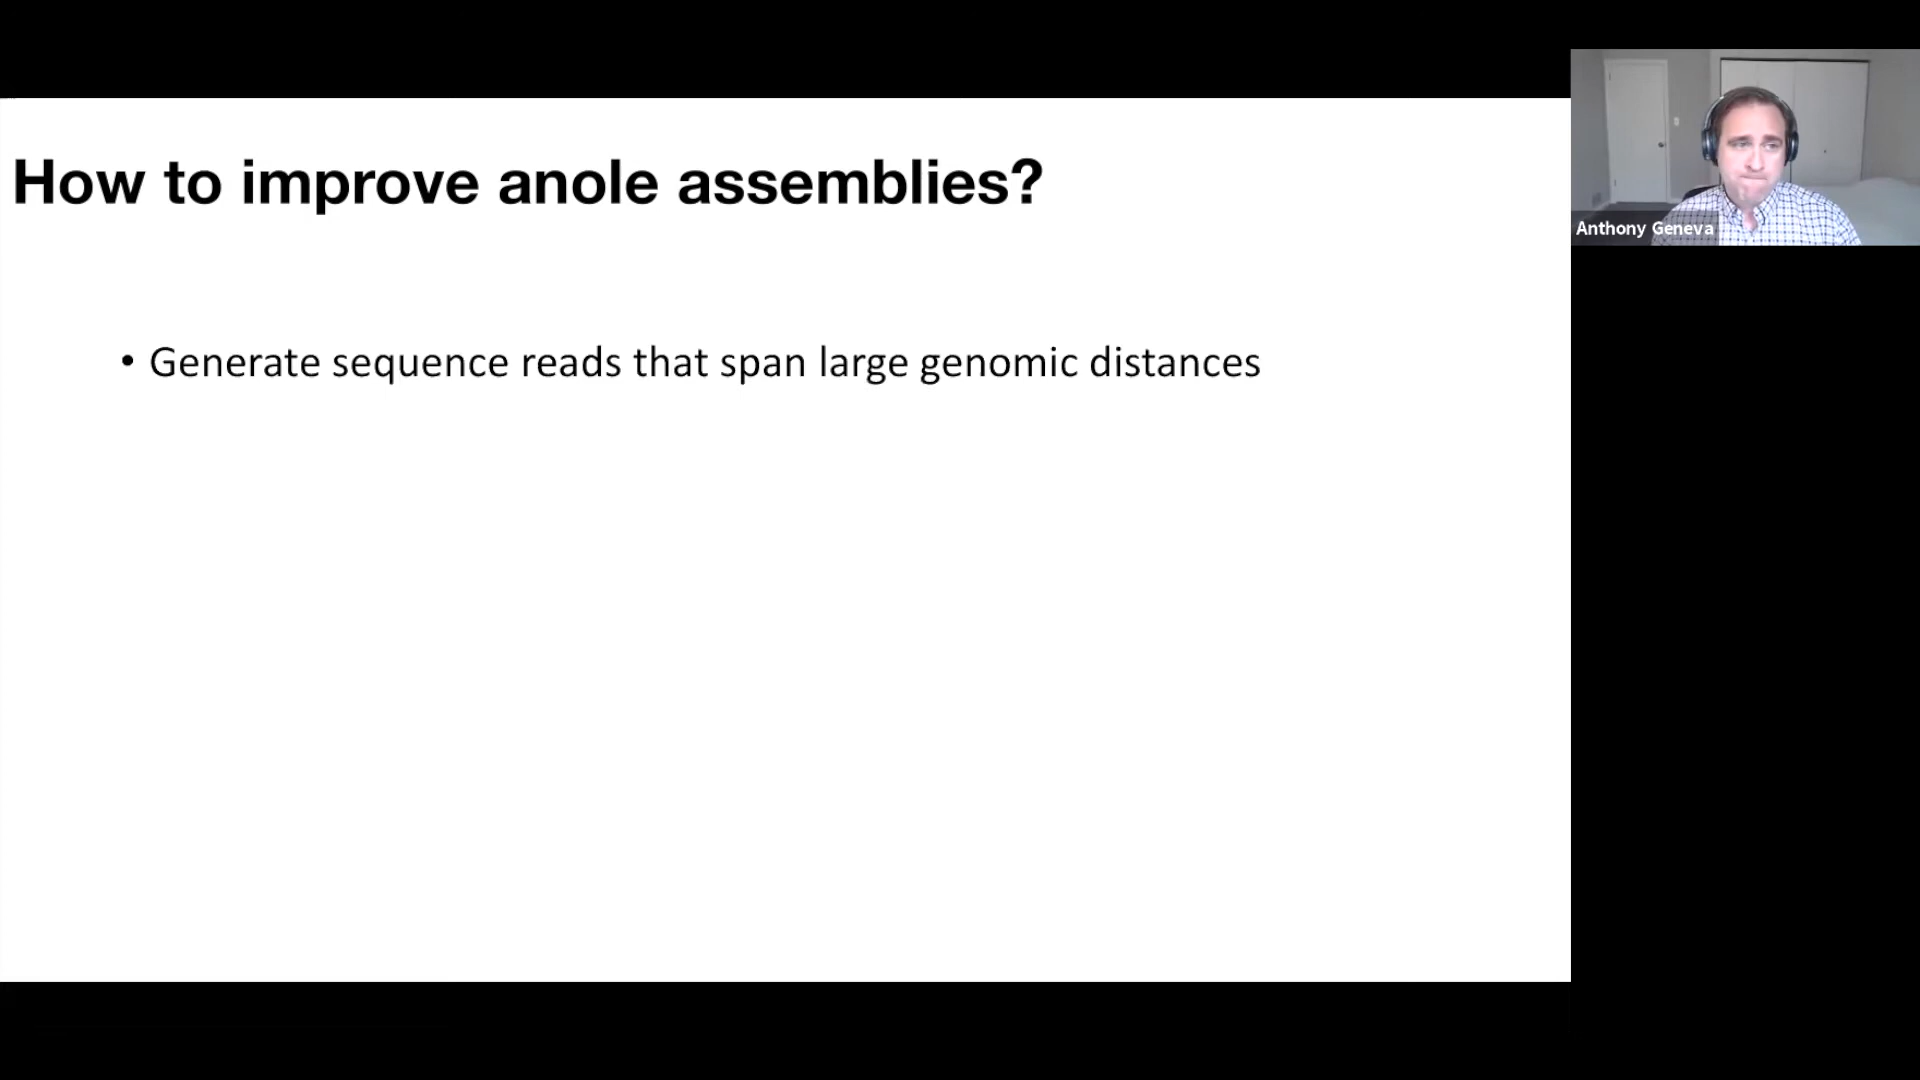 How to improve anole assemblies?
• Generate sequence reads that span large genomic distances
Anthony Geneva